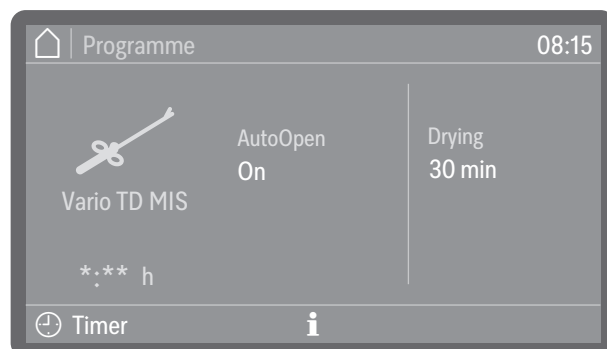 Programme
08:15
AutoOpen
On
Drying
30 min
Vario TD MIS
*:** h
Timer
i